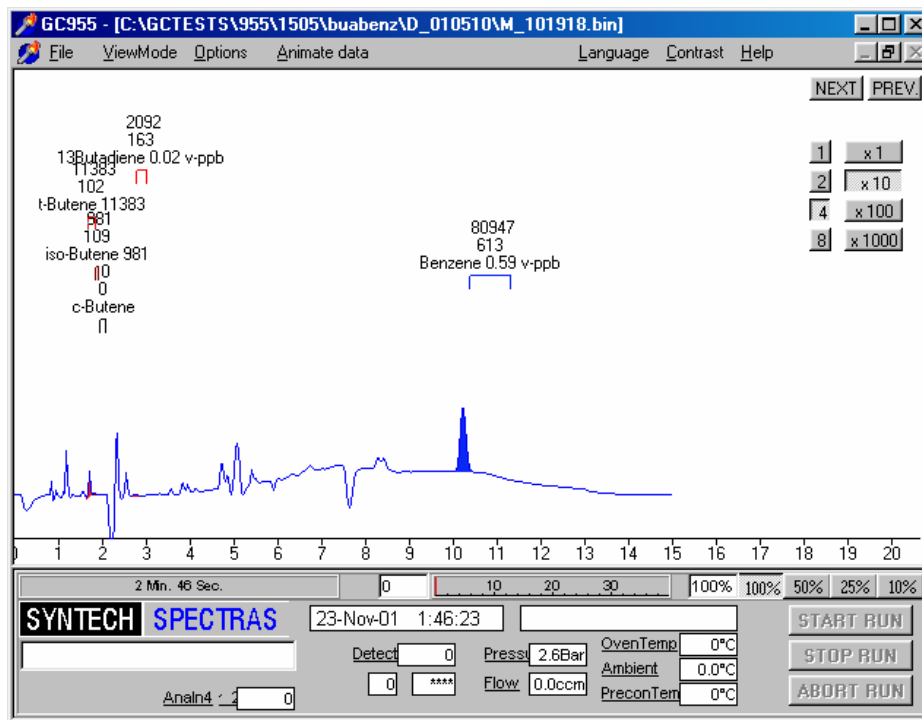 GC955 - [C:\GCTESTS\955\1505\buabenz\D_010510\M_101918.bin]
File ViewMode Options Animate data Language Contrast Help
NEXT PREV.
2092
163
13Butadiene 0.02 v-ppb
11383
102
t-Butene 11383
981
109
iso-Butene 981
0
0
c-Butene
80947
613
Benzene 0.59 v-ppb
1 x 1
2 x 10
4 x 100
8 x 1000
0 1 2 3 4 5 6 7 8 9 10 11 12 13 14 15 16 17 18 19 20
2 Min. 46 Sec. 0 10 20 30 100% 100% 50% 25% 10%
SYNTECH SPECTRAS 23-Nov-01 1:46:23 START RUN
Detect 0 Pressu 2.6Bar OvenTemp 0°C STOP RUN
0 **** Flow 0.0ccm Ambient 0.0°C
Analn4 : 2 0 PreconTem 0°C ABORT RUN